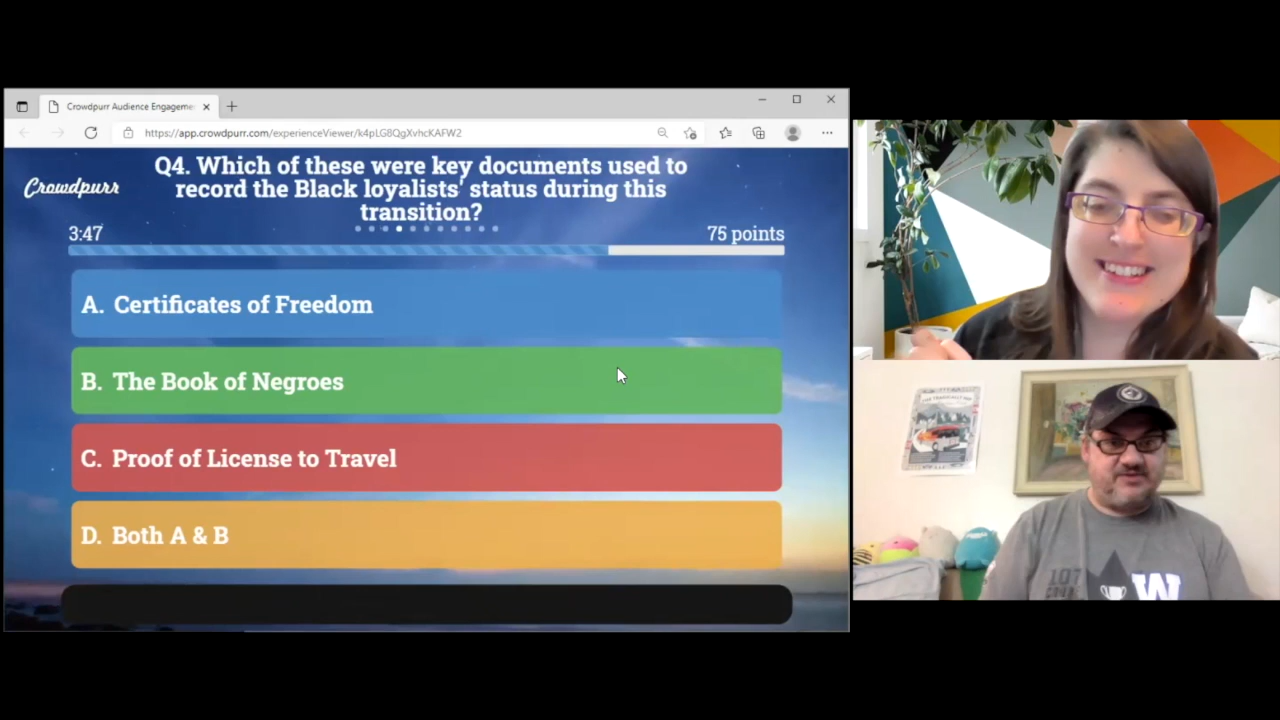 Crowdpurr Audience Engageme
https://app.crowdpurr.com/experienceViewer/k4pLG8QgXvhcKAFW2
Crowdpurr
Q4. Which of these were key documents used to
record the Black loyalists' status during this
transition?
3:47
75 points
A. Certificates of Freedom
B. The Book of Negroes
C. Proof of License to Travel
D. Both A & B
107
W